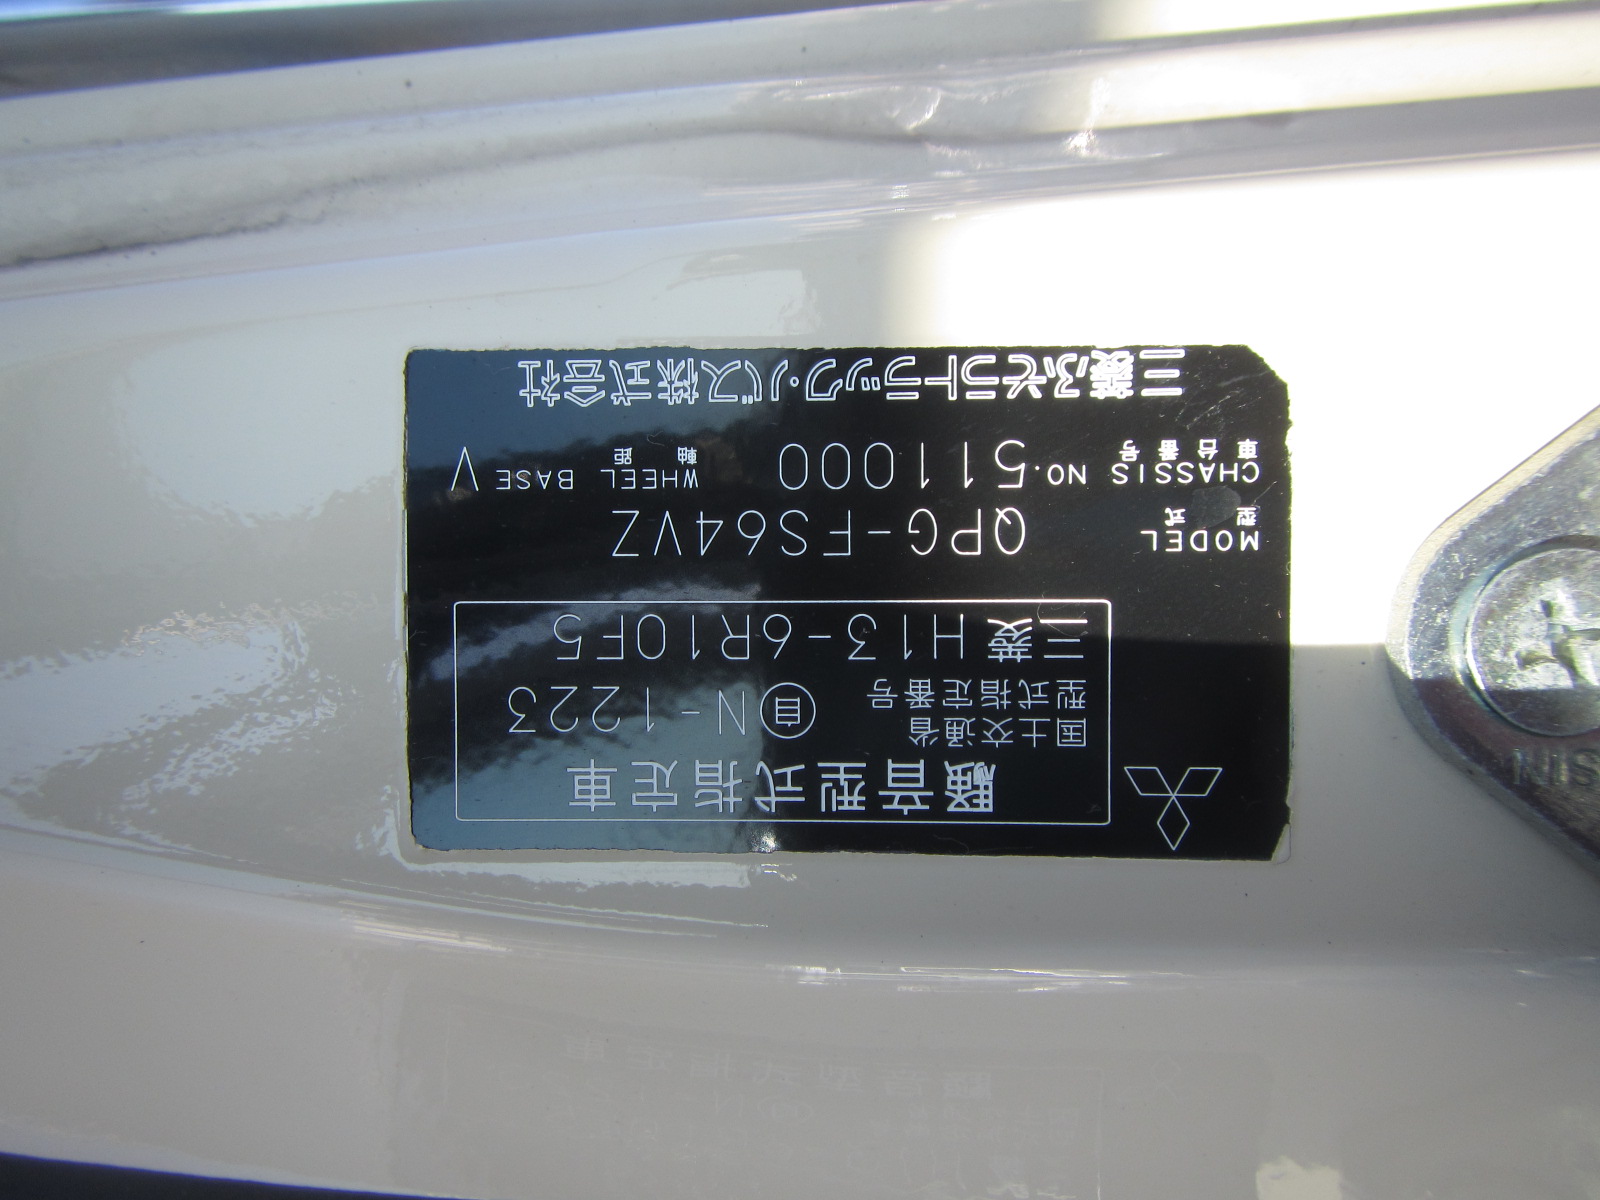 騒音型式指定車
国土交通省
型式指定番号 自N-1223
三菱 H13-6R10F5
MODEL QPG-FS64VZ
型式
CHASSIS NO. 511000 WHEEL BASE V
車台番号 軸距
三菱ふそうトラック・バス株式会社